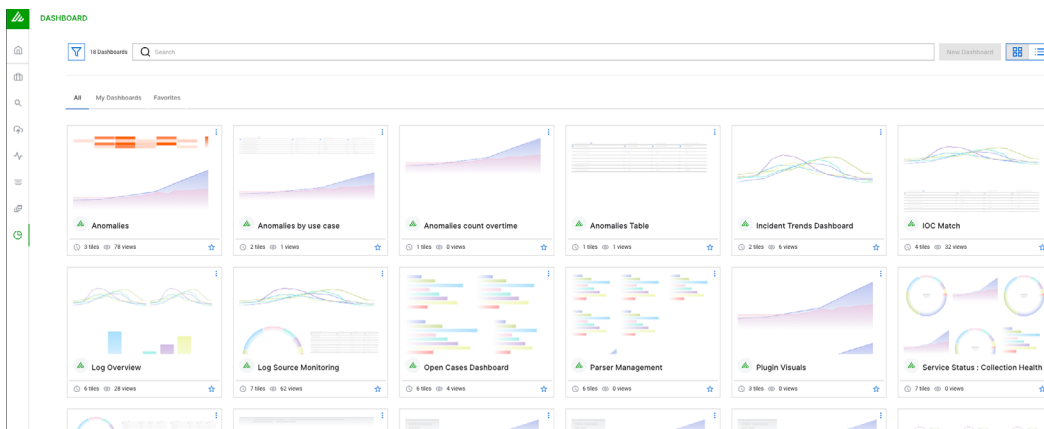 DASHBOARD
18 Dashboards
Search
New Dashboard
All My Dashboards Favorites
Anomalies
3 tiles 78 views
Anomalies by use case
2 tiles 1 views
Anomalies count overtime
1 tiles 0 views
Anomalies Table
1 tiles 1 views
Incident Trends Dashboard
2 tiles 6 views
IOC Match
4 tiles 32 views
Log Overview
6 tiles 28 views
Log Source Monitoring
7 tiles 62 views
Open Cases Dashboard
6 tiles 4 views
Parser Management
6 tiles 0 views
Plugin Visuals
3 tiles 0 views
Service Status : Collection Health
7 tiles 0 views